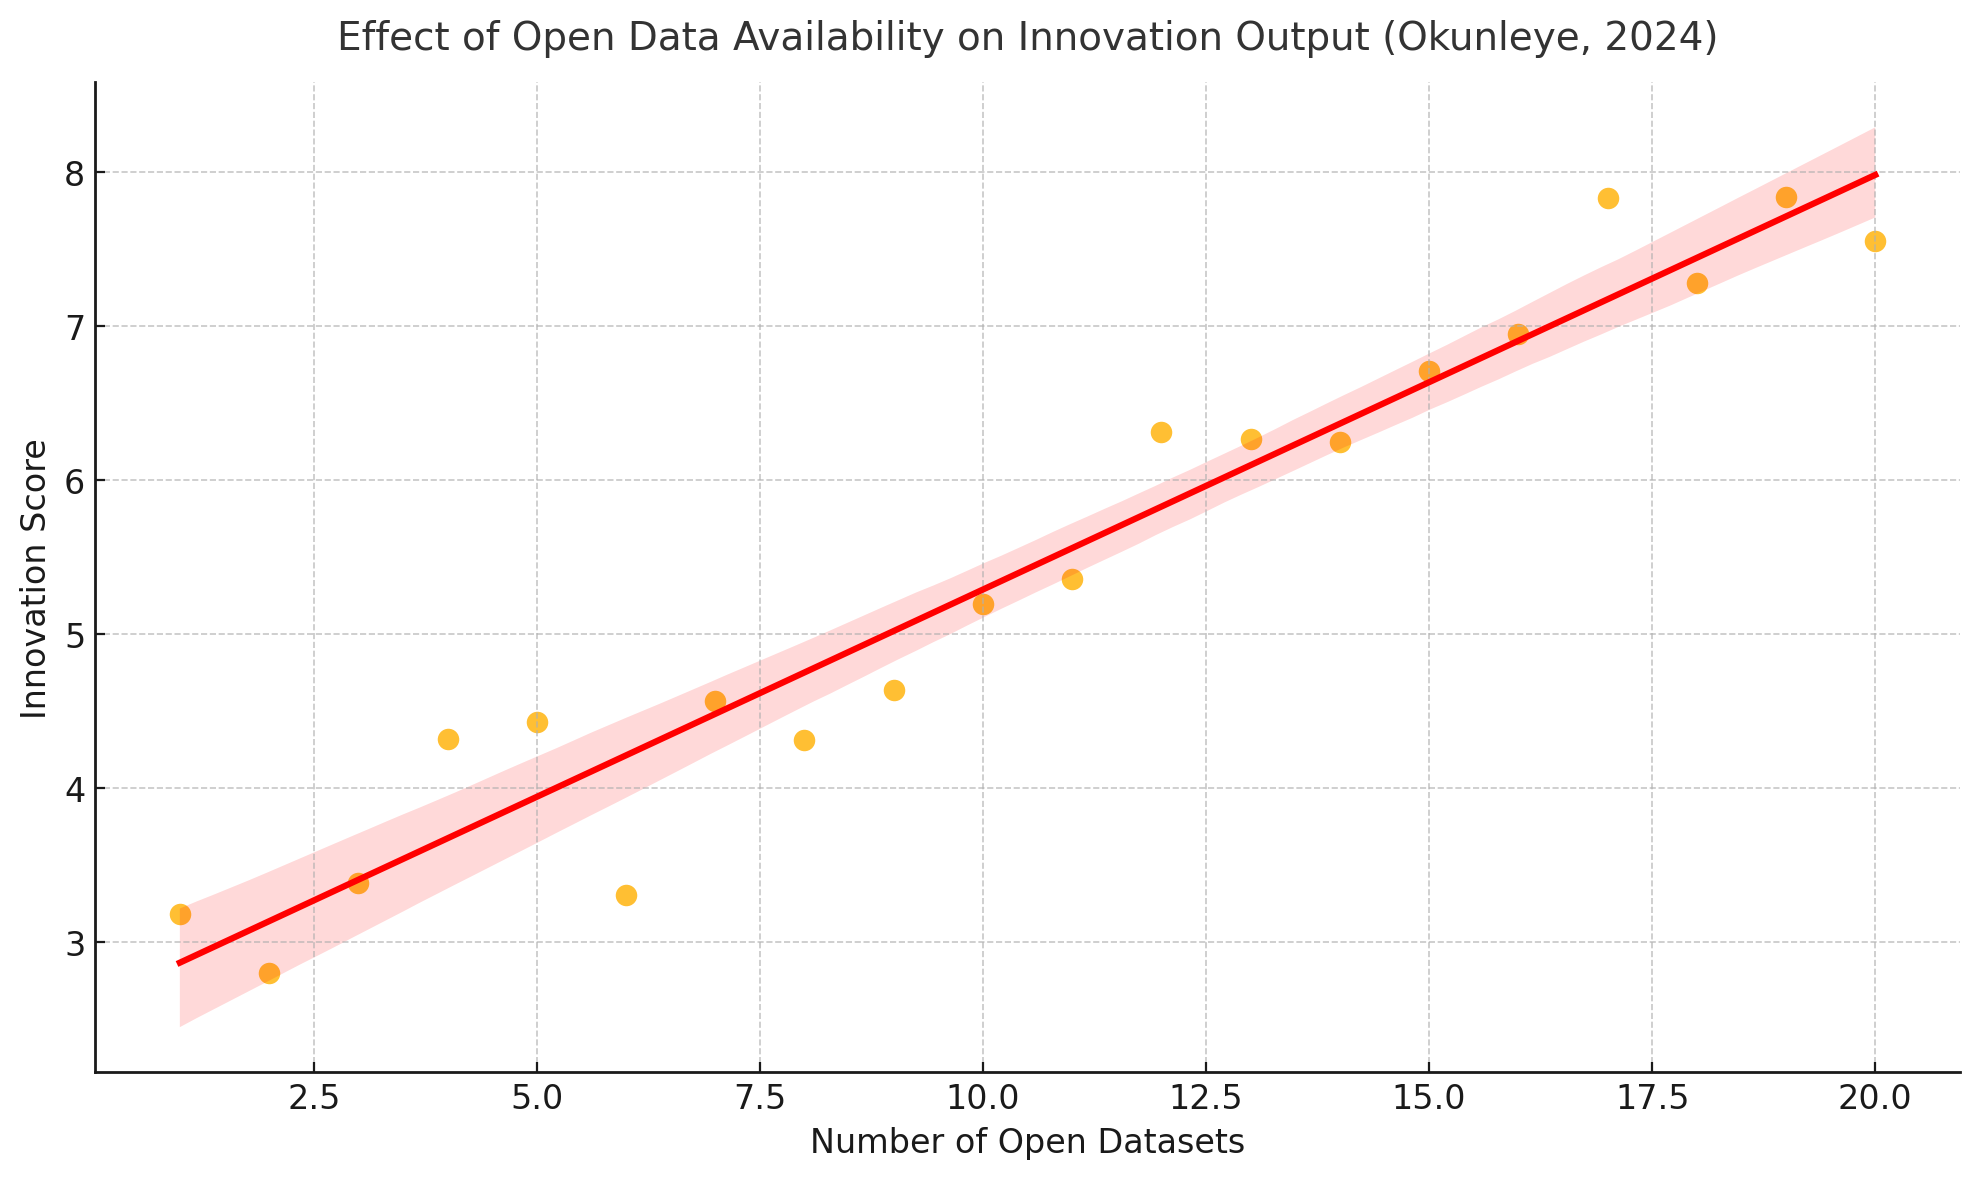 Effect of Open Data Availability on Innovation Output (Okunleye, 2024)
8
7
6
5
4
3
Innovation Score
2.5 5.0 7.5 10.0 12.5 15.0 17.5 20.0
Number of Open Datasets